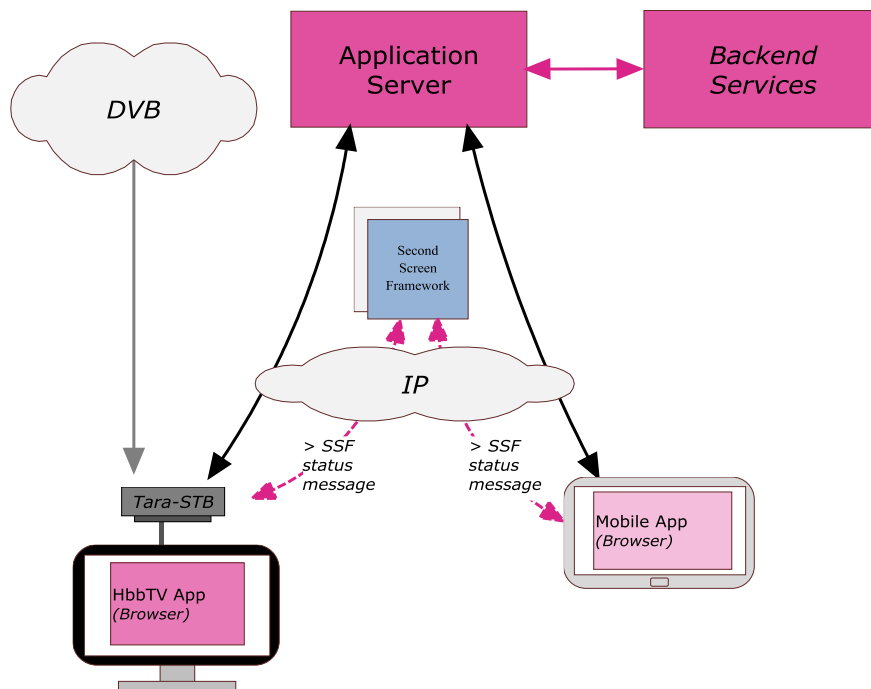 Application
Server
Backend
Services
DVB
Second
Screen
Framework
IP
> SSF
status
message
> SSF
status
message
Tara-STB
Mobile App
(Browser)
HbbTV App
(Browser)